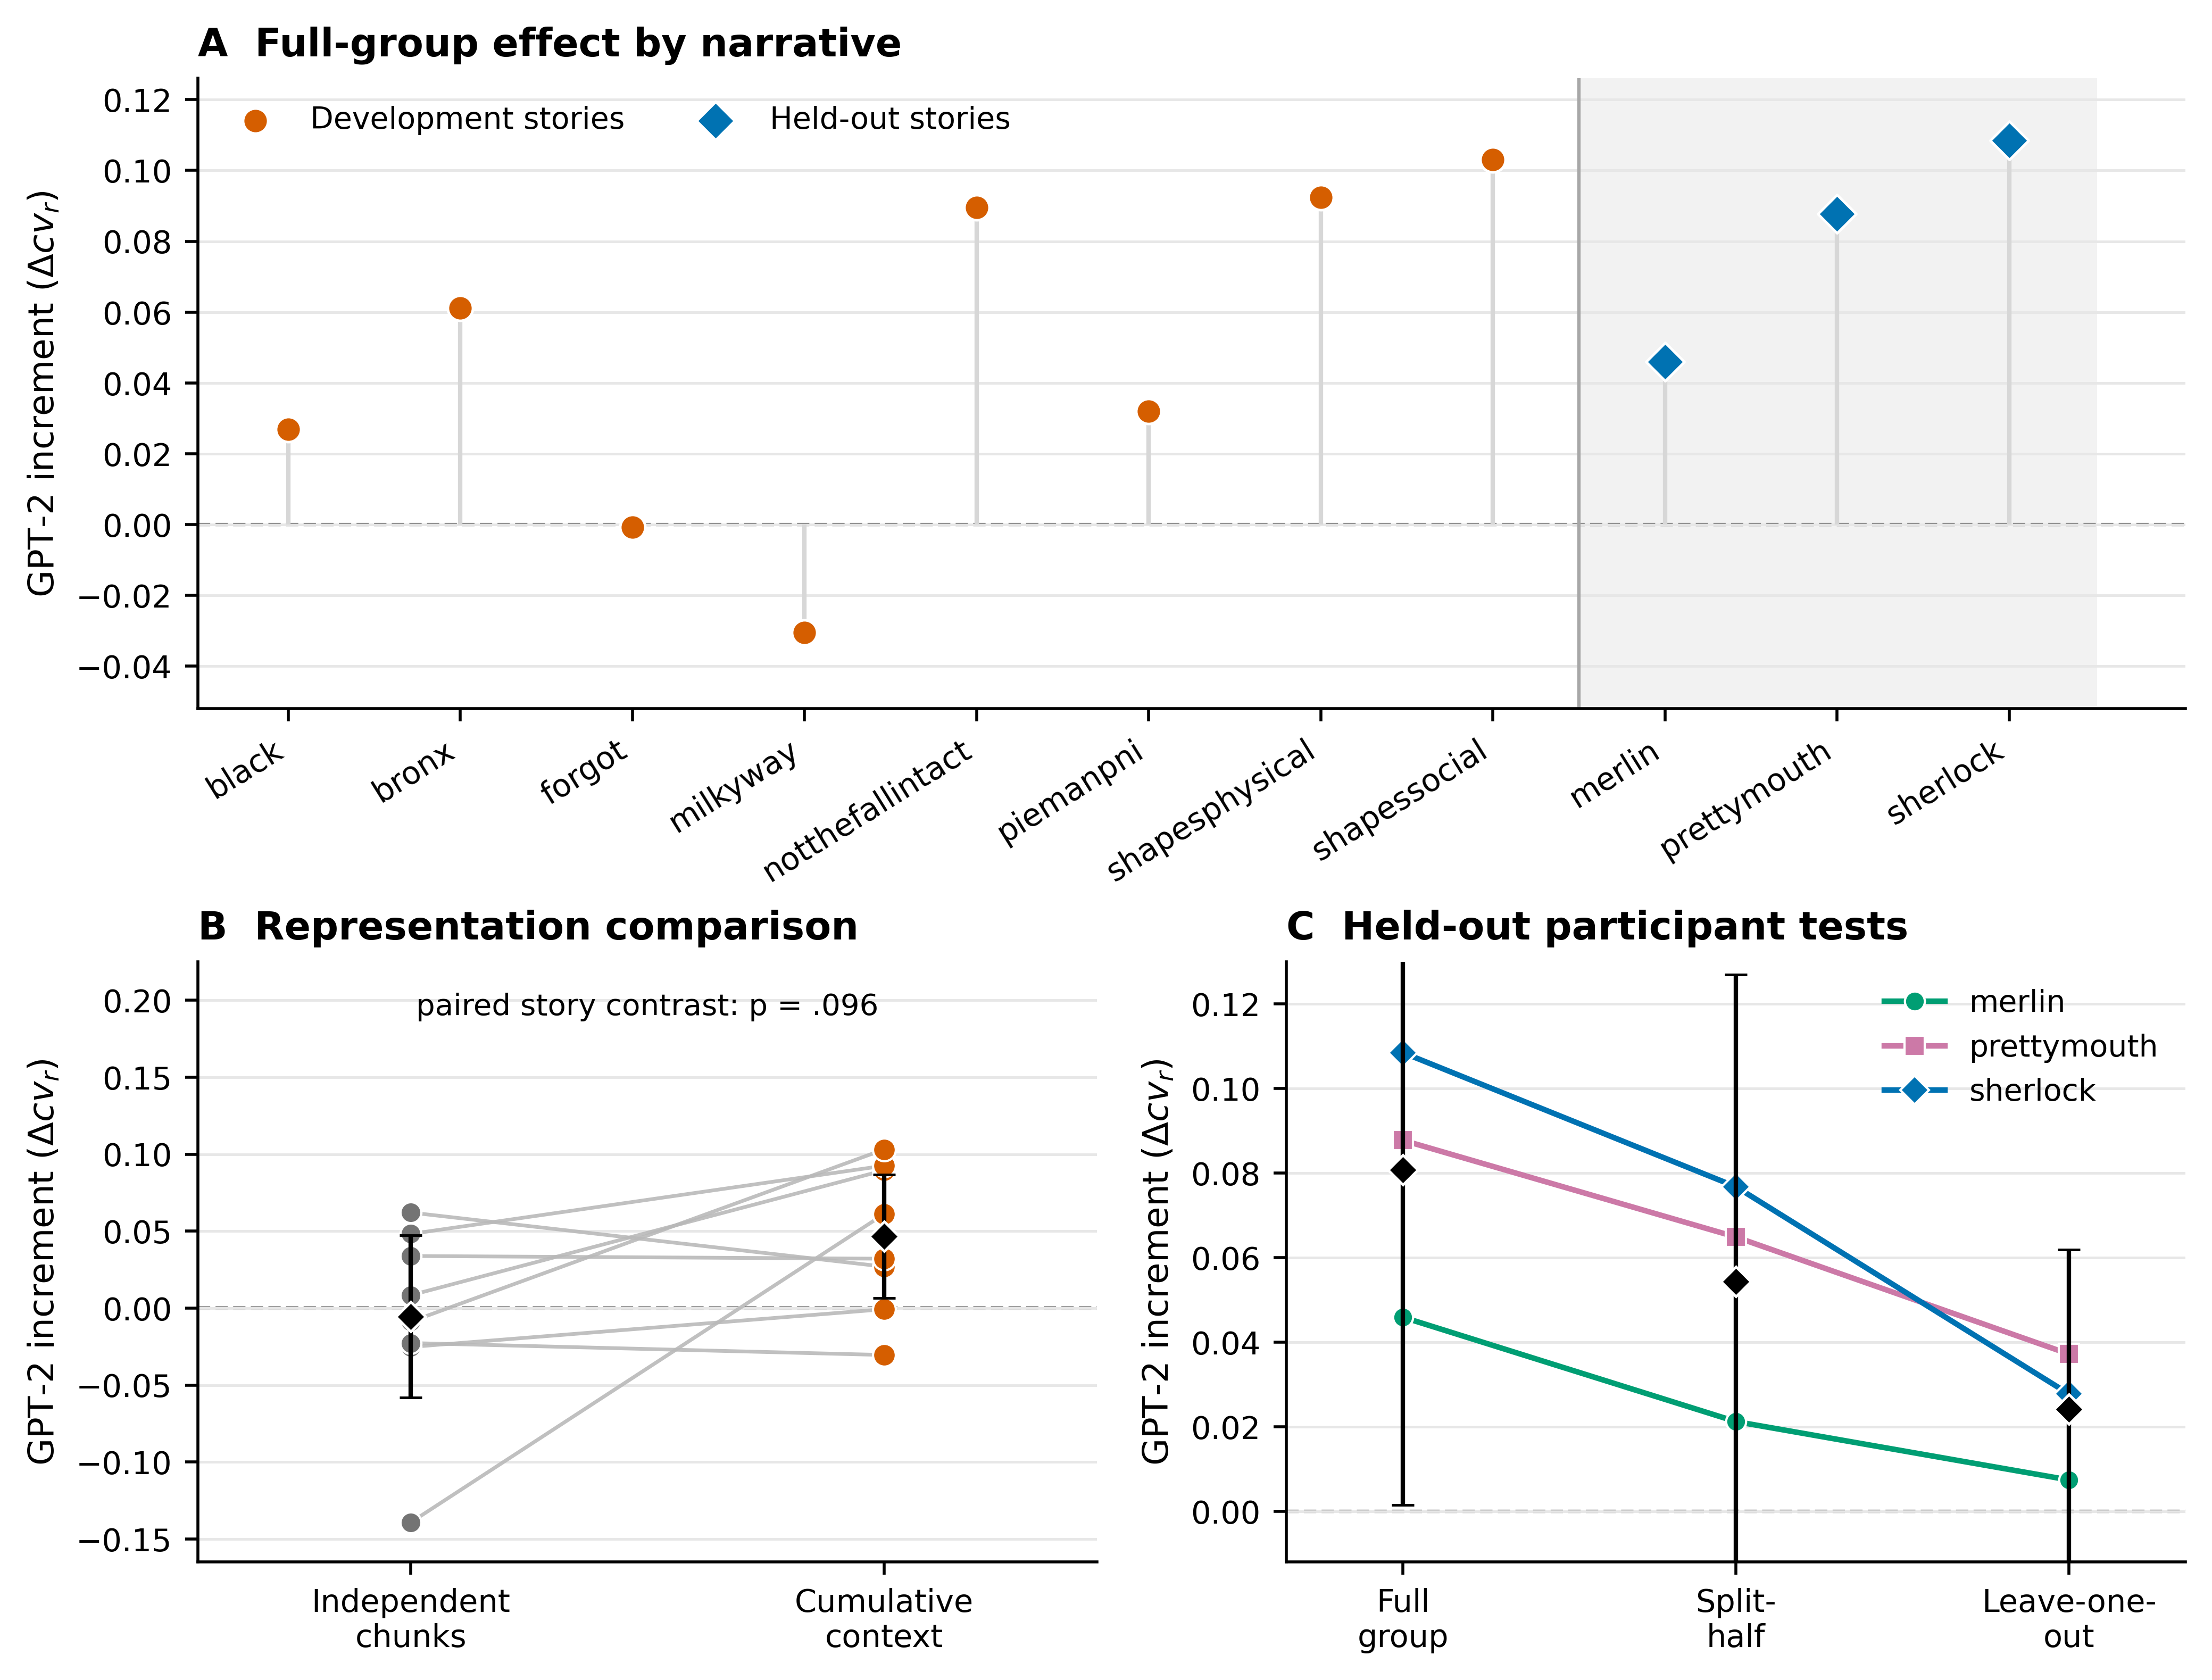 A Full-group effect by narrative
GPT-2 increment (Δcvr)
0.12
0.10
0.08
0.06
0.04
0.02
0.00
−0.02
−0.04
Development stories
Held-out stories
black
bronx
forgot
milkyway
notthefallintact
piemanpni
shapesphysical
shapessocial
merlin
prettymouth
sherlock
B Representation comparison
GPT-2 increment (Δcvr)
0.20
0.15
0.10
0.05
0.00
−0.05
−0.10
−0.15
paired story contrast: p = .096
Independent
chunks
Cumulative
context
C Held-out participant tests
GPT-2 increment (Δcvr)
0.12
0.10
0.08
0.06
0.04
0.02
0.00
merlin
prettymouth
sherlock
Full
group
Split-
half
Leave-one-
out